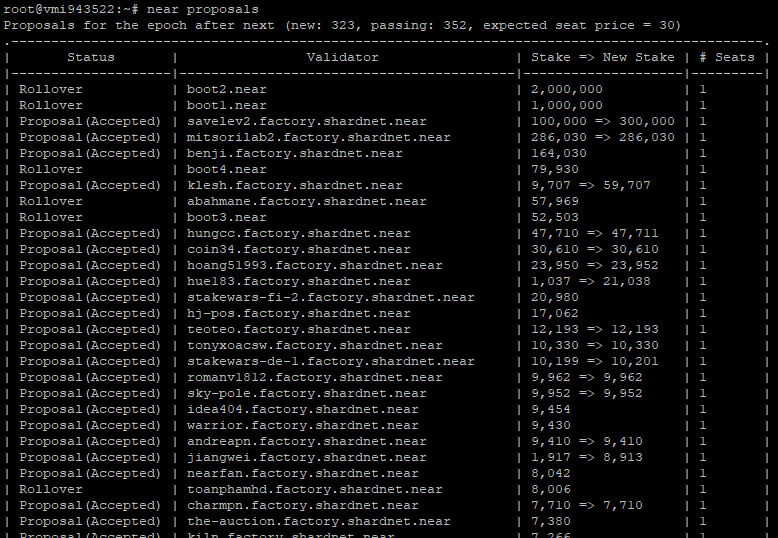 root@vmi943522:~# near proposals
Proposals for the epoch after next (new: 323, passing: 352, expected seat price = 30)
.-----------------------------------------------------------------------------------------------.
| Status | Validator | Stake => New Stake | # Seats |
|--------------------|------------------------------------------|--------------------|---------|
| Rollover | boot2.near | 2,000,000 | 1
| Rollover | boot1.near | 1,000,000 | 1
| Proposal(Accepted) | savelev2.factory.shardnet.near | 100,000 => 300,000 | 1
| Proposal(Accepted) | mitsorilab2.factory.shardnet.near | 286,030 => 286,030 | 1
| Proposal(Accepted) | benji.factory.shardnet.near | 164,030 | 1
| Rollover | boot4.near | 79,930 | 1
| Proposal(Accepted) | klesh.factory.shardnet.near | 9,707 => 59,707 | 1
| Rollover | abahmane.factory.shardnet.near | 57,969 | 1
| Rollover | boot3.near | 52,503 | 1
| Proposal(Accepted) | hungcc.factory.shardnet.near | 47,710 => 47,711 | 1
| Proposal(Accepted) | coin34.factory.shardnet.near | 30,610 => 30,610 | 1
| Proposal(Accepted) | hoang51993.factory.shardnet.near | 23,950 => 23,952 | 1
| Proposal(Accepted) | hue183.factory.shardnet.near | 1,037 => 21,038 | 1
| Proposal(Accepted) | stakewars-fi-2.factory.shardnet.near | 20,980 | 1
| Proposal(Accepted) | hj-pos.factory.shardnet.near | 17,062 | 1
| Proposal(Accepted) | teoteo.factory.shardnet.near | 12,193 => 12,193 | 1
| Proposal(Accepted) | tonyxoacsw.factory.shardnet.near | 10,330 => 10,330 | 1
| Proposal(Accepted) | stakewars-de-1.factory.shardnet.near | 10,199 => 10,201 | 1
| Proposal(Accepted) | romanv1812.factory.shardnet.near | 9,962 => 9,962 | 1
| Proposal(Accepted) | sky-pole.factory.shardnet.near | 9,952 => 9,952 | 1
| Proposal(Accepted) | idea404.factory.shardnet.near | 9,454 | 1
| Proposal(Accepted) | warrior.factory.shardnet.near | 9,430 | 1
| Proposal(Accepted) | andreapn.factory.shardnet.near | 9,410 => 9,410 | 1
| Proposal(Accepted) | jiangwei.factory.shardnet.near | 1,917 => 8,913 | 1
| Proposal(Accepted) | nearfan.factory.shardnet.near | 8,042 | 1
| Rollover | toanphamhd.factory.shardnet.near | 8,006 | 1
| Proposal(Accepted) | charmpn.factory.shardnet.near | 7,710 => 7,710 | 1
| Proposal(Accepted) | the-auction.factory.shardnet.near | 7,380 | 1
| Proposal(Accepted) | kiln.factory.shardnet.near | 7,266 | 1